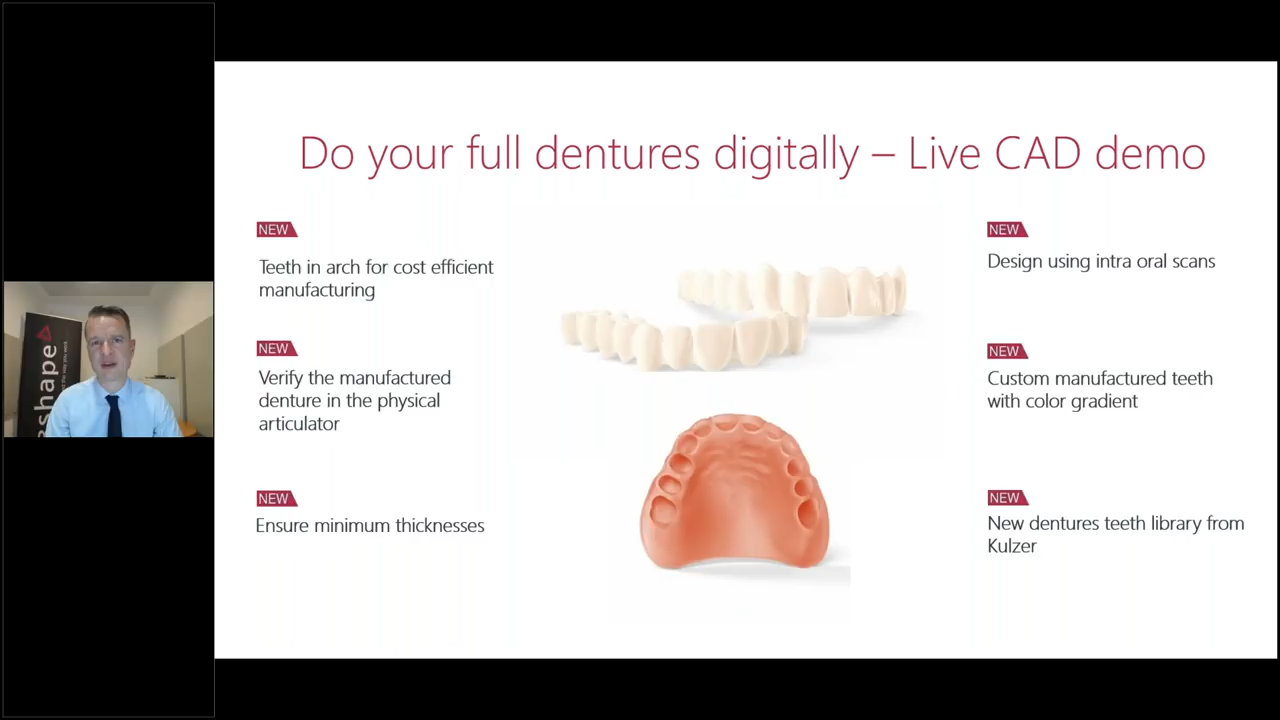 Do your full dentures digitally – Live CAD demo
NEW
Teeth in arch for cost efficient
manufacturing
NEW
Verify the manufactured
denture in the physical
articulator
NEW
Ensure minimum thicknesses
NEW
Design using intra oral scans
NEW
Custom manufactured teeth
with color gradient
NEW
New dentures teeth library from
Kulzer
shape